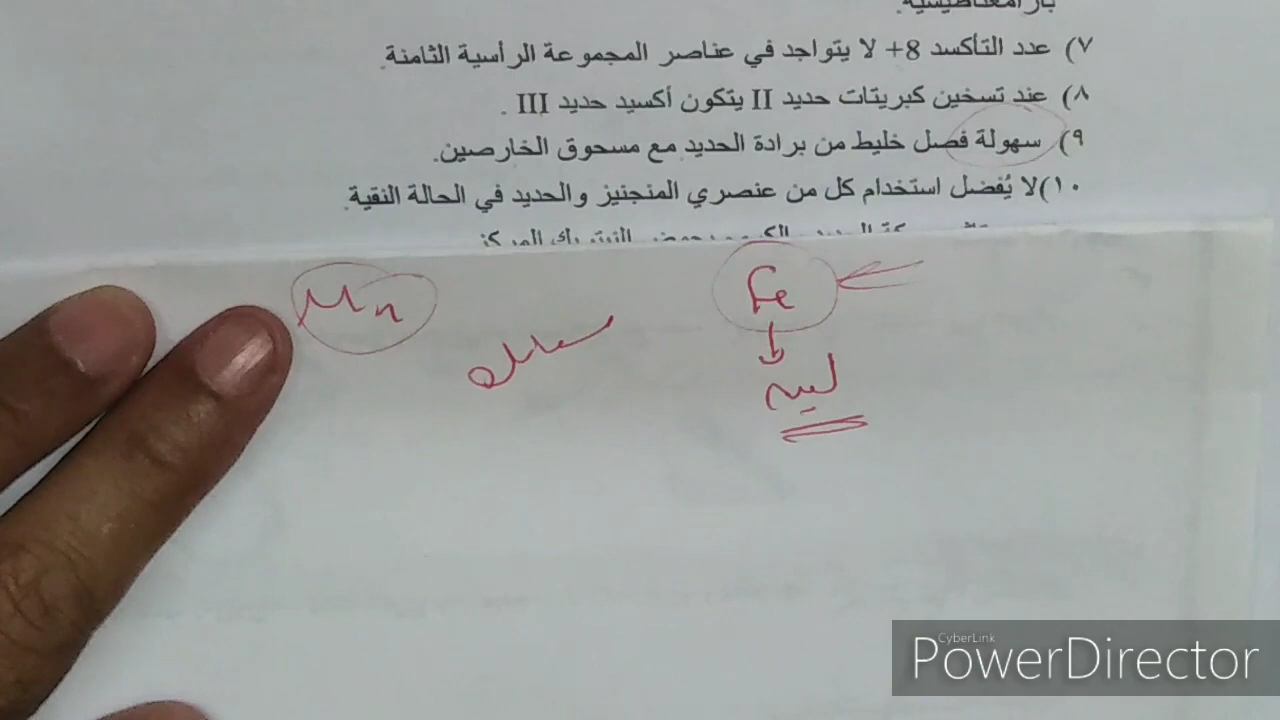 بارامغناطيسية.
٧) عدد التأكسد 8+ لا يتواجد في عناصر المجموعة الرأسية الثامنة.
٨) عند تسخين كبريتات حديد II يتكون أكسيد حديد III .
٩) سهولة فصل خليط من برادة الحديد مع مسحوق الخارصين.
١٠)لا يُفضل استخدام كل من عنصري المنجنيز والحديد في الحالة النقية.
Fe
Mn
لين
CyberLink
PowerDirector